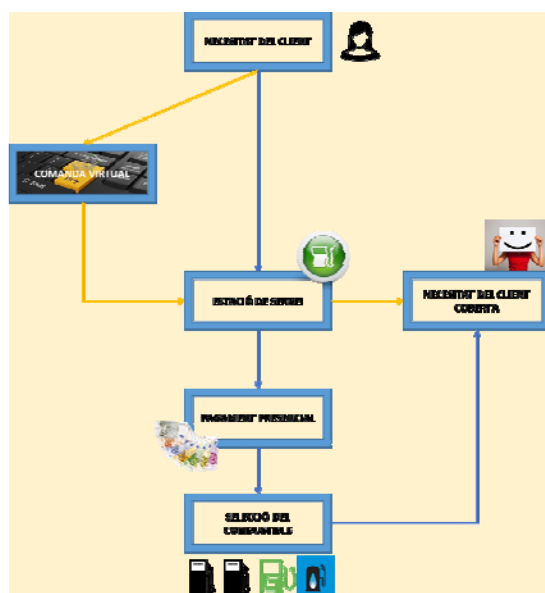 NECESSITAT DEL CLIENT
COMANDA VIRTUAL
ESTACIÓ DE SERVEI
NECESSITAT DEL CLIENT
COBERTA
PAGAMENT PRESENCIAL
SELECCIÓ DEL
COMBUSTIBLE